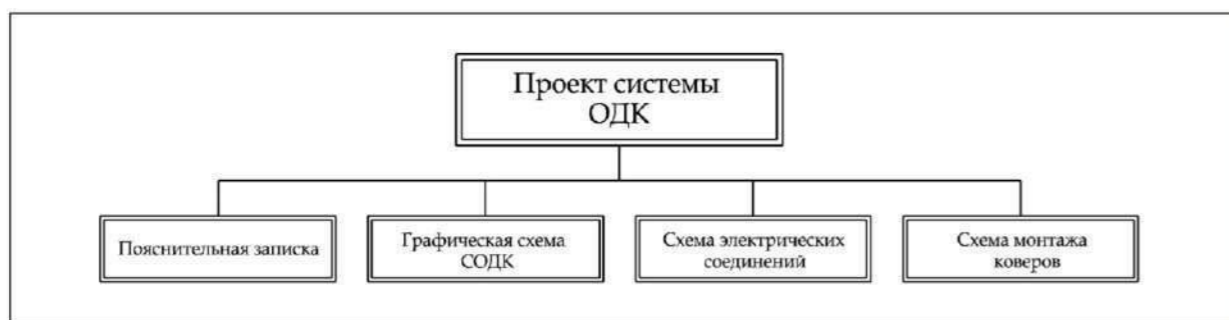 Проект системы
ОДК
Пояснительная записка
Графическая схема
СОДК
Схема электрических
соединений
Схема монтажа
коверов